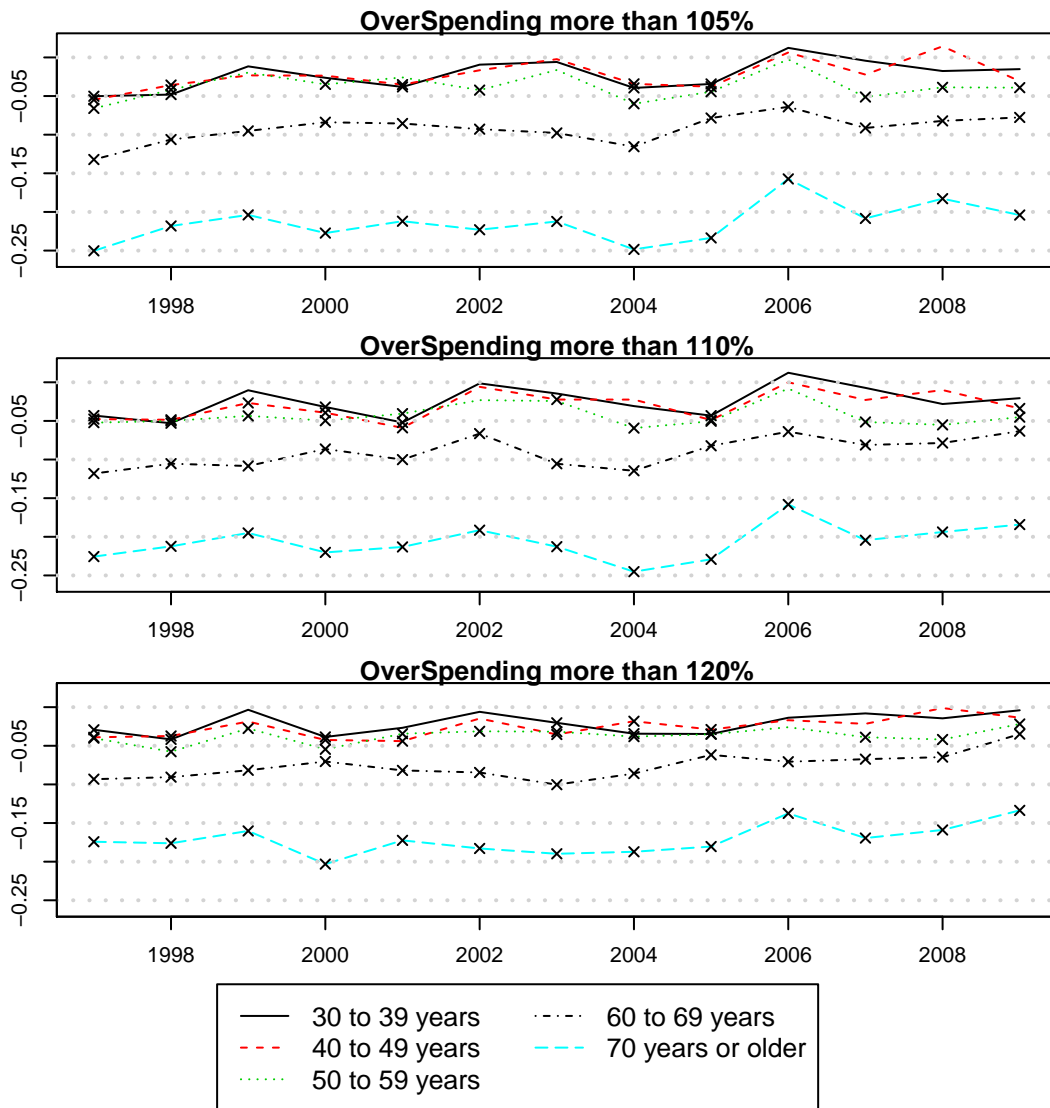 OverSpending more than 105%
−0.05
−0.15
−0.25
1998 2000 2002 2004 2006 2008
OverSpending more than 110%
−0.05
−0.15
−0.25
1998 2000 2002 2004 2006 2008
OverSpending more than 120%
−0.05
−0.15
−0.25
1998 2000 2002 2004 2006 2008
30 to 39 years 60 to 69 years
40 to 49 years 70 years or older
50 to 59 years